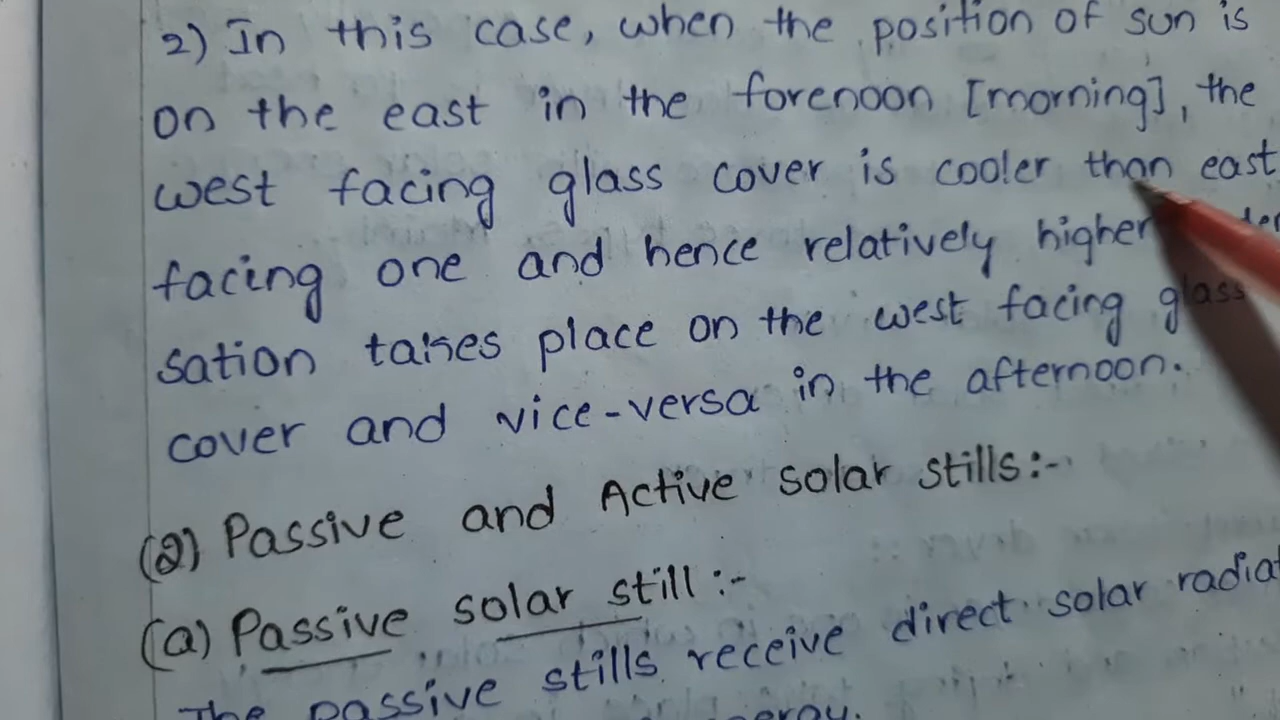 2) In this case, when the position of sun is
on the east in the forenoon [morning], the
west facing glass cover is cooler than east
facing one and hence relatively higher
sation takes place on the west facing glass
cover and vice-versa in the afternoon.
(2) Passive and Active solar stills:-
(a) Passive solar still:-
The passive stills receive direct solar